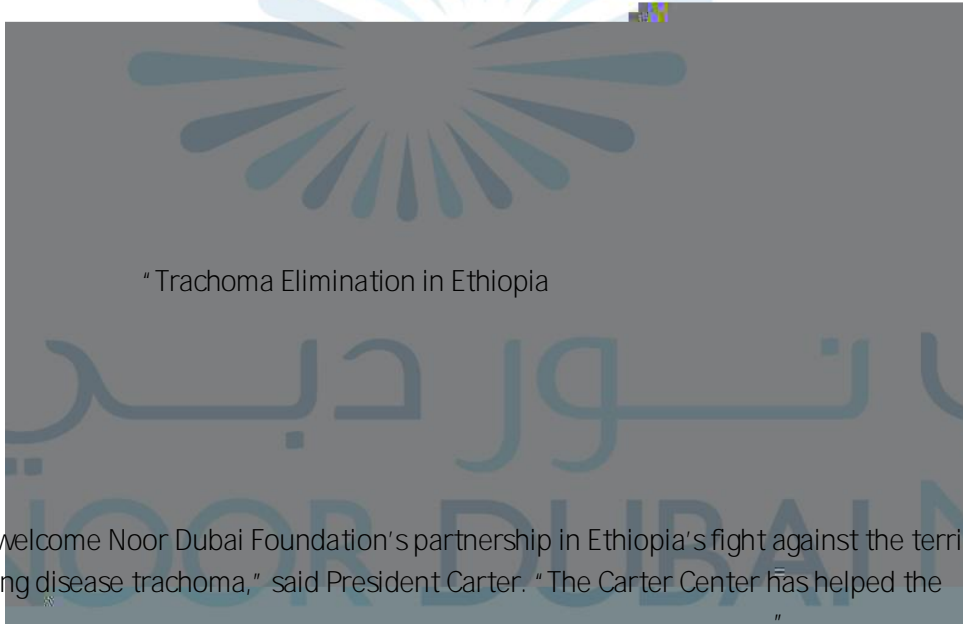 “Trachoma Elimination in Ethiopia
نور دبي
NOOR DUBAI N
welcome Noor Dubai Foundation’s partnership in Ethiopia’s fight against the terri
ng disease trachoma,” said President Carter. “The Carter Center has helped the
”